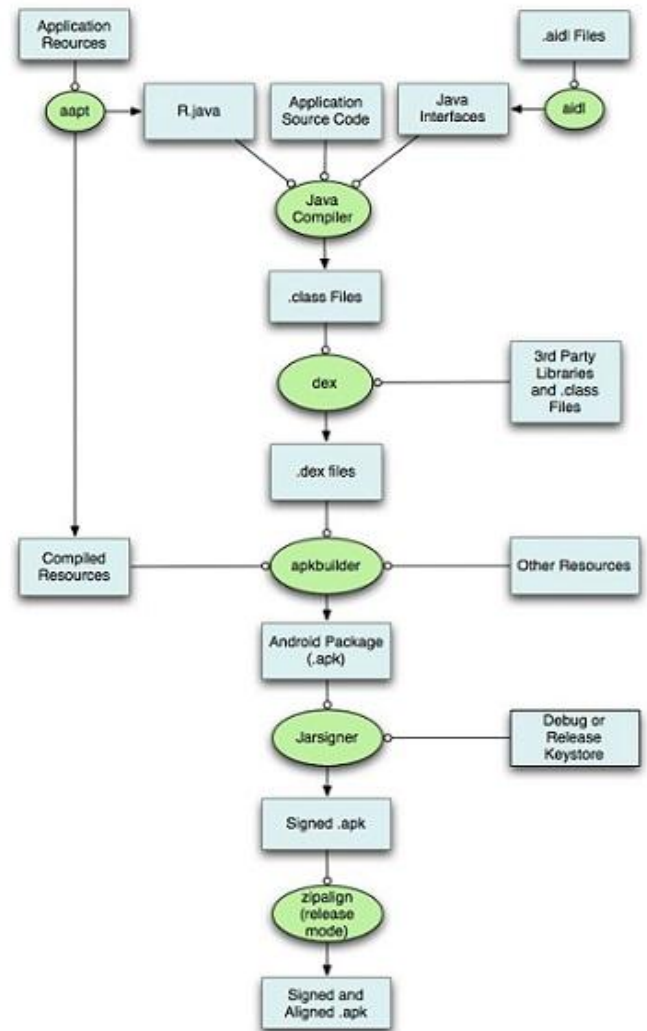 Application
Reources
.aidl Files
aapt
R.java
Application
Source Code
Java
Interfaces
aidl
Java
Compiler
.class Files
dex
3rd Party
Libraries
and .class
Files
.dex files
Compiled
Resources
apkbuilder
Other Resources
Android Package
(.apk)
Jarsigner
Debug or
Release
Keystore
Signed .apk
zipalign
(release
mode)
Signed and
Aligned .apk